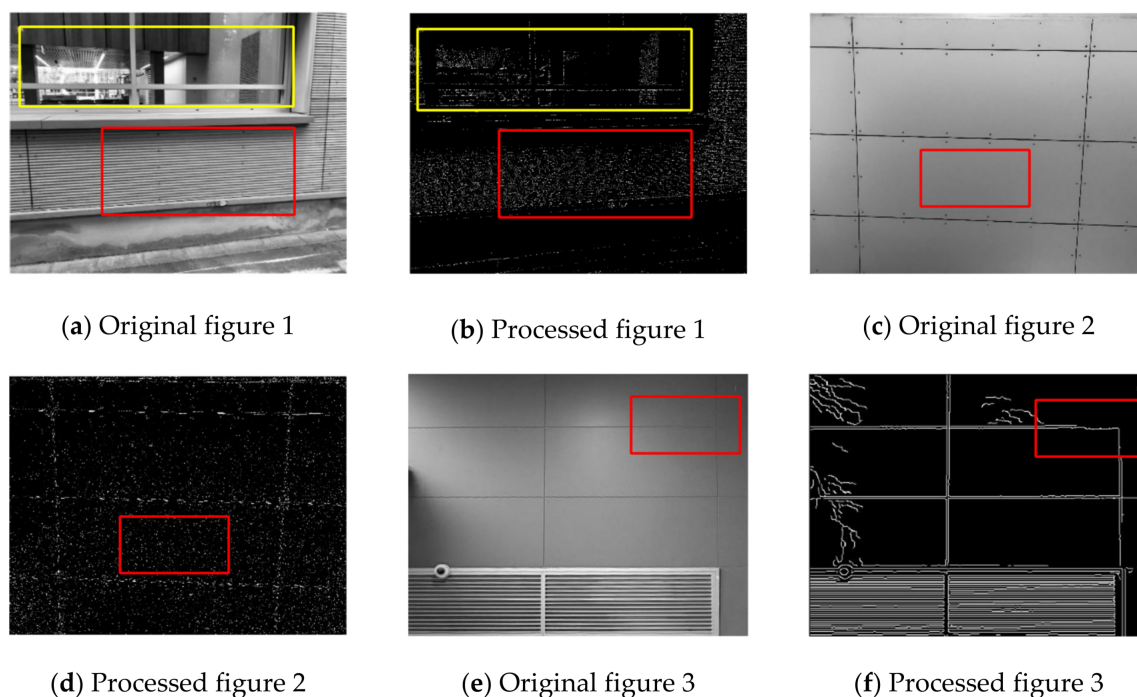 (a) Original figure 1
(b) Processed figure 1
(c) Original figure 2
(d) Processed figure 2
(e) Original figure 3
(f) Processed figure 3